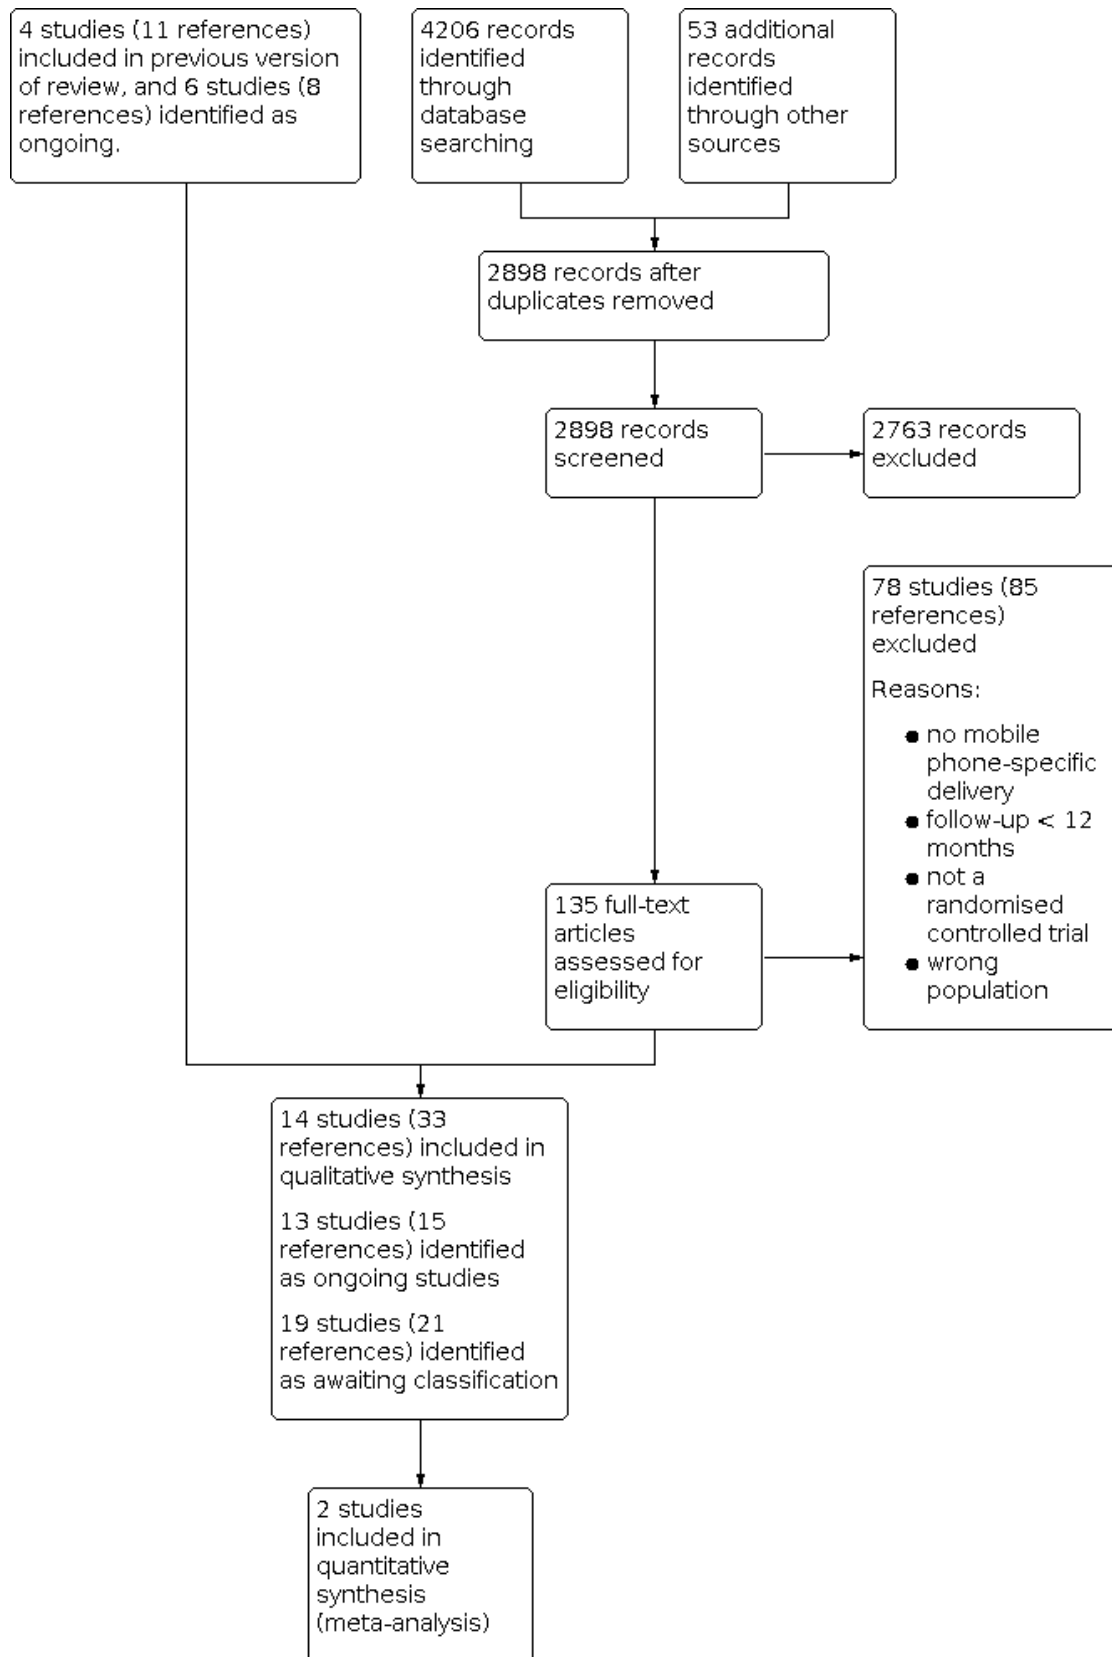 4 studies (11 references)
included in previous version
of review, and 6 studies (8
references) identified as
ongoing.
4206 records
identified
through
database
searching
53 additional
records
identified
through other
sources
2898 records after
duplicates removed
2898 records
screened
2763 records
excluded
78 studies (85
references)
excluded
Reasons:
● no mobile
phone-specific
delivery
● follow-up < 12
months
● not a
randomised
controlled trial
● wrong
population
135 full-text
articles
assessed for
eligibility
14 studies (33
references) included in
qualitative synthesis
13 studies (15
references) identified
as ongoing studies
19 studies (21
references) identified
as awaiting classification
2 studies
included in
quantitative
synthesis
(meta-analysis)